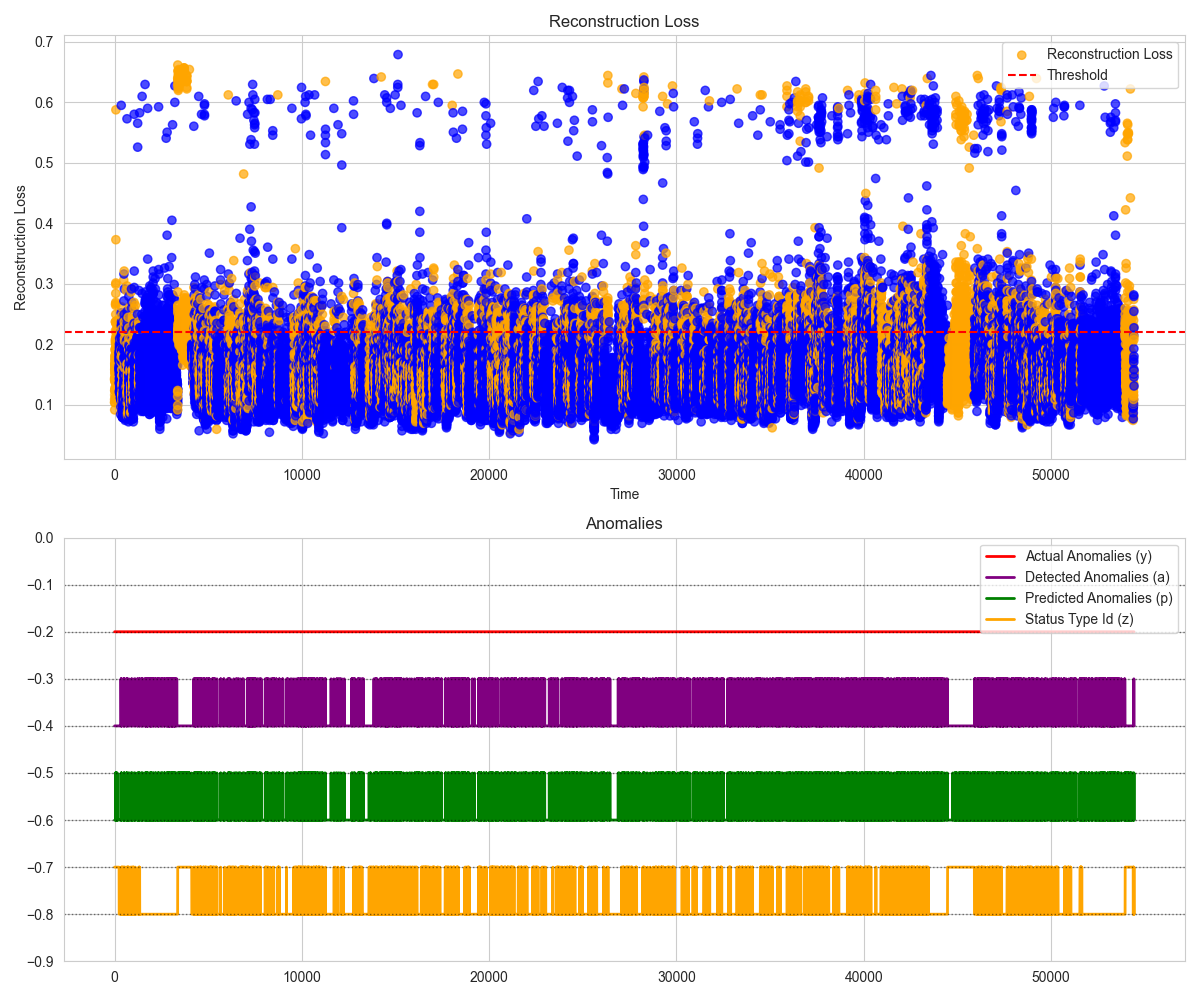 Reconstruction Loss
0.7
0.6
0.5
0.4
0.3
0.2
0.1
Reconstruction Loss
Reconstruction Loss
Threshold
0
10000
20000
30000
40000
50000
Time
Anomalies
0.0
−0.1
−0.2
−0.3
−0.4
−0.5
−0.6
−0.7
−0.8
−0.9
Actual Anomalies (y)
Detected Anomalies (a)
Predicted Anomalies (p)
Status Type Id (z)
0
10000
20000
30000
40000
50000